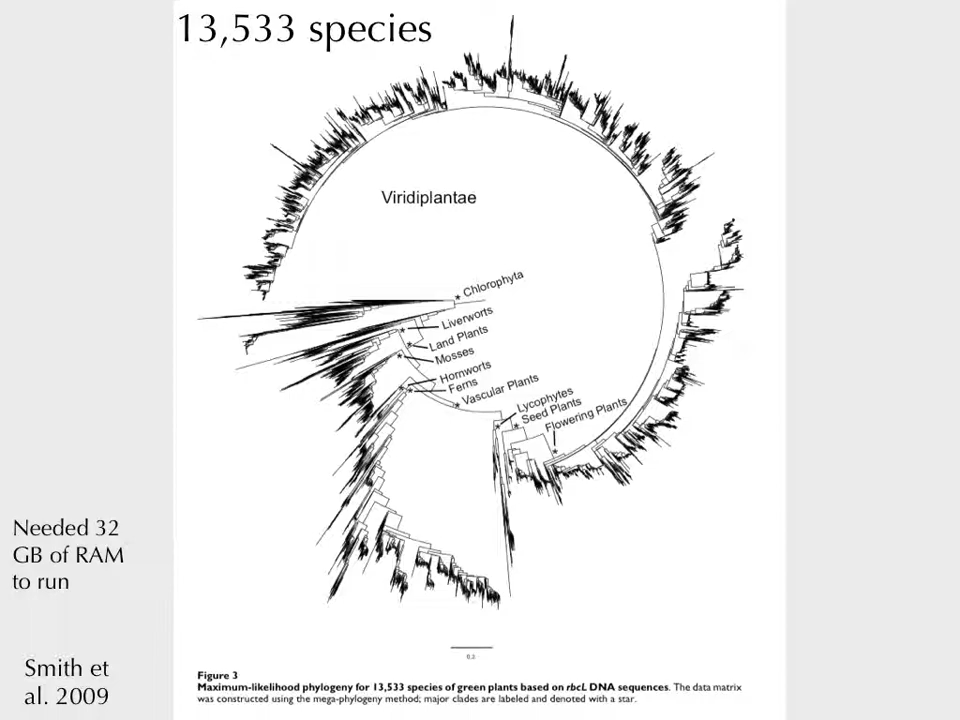 13,533 species
Viridiplantae
Chlorophyta
Liverworts
Land Plants
Mosses
Hornworts
Ferns
Vascular Plants
Lycophytes
Seed Plants
Flowering Plants
Needed 32
GB of RAM
to run
Smith et
al. 2009
Figure 3
Maximum-likelihood phylogeny for 13,533 species of green plants based on rbcL DNA sequences. The data matrix
was constructed using the mega-phylogeny method; major clades are labeled and denoted with a star.